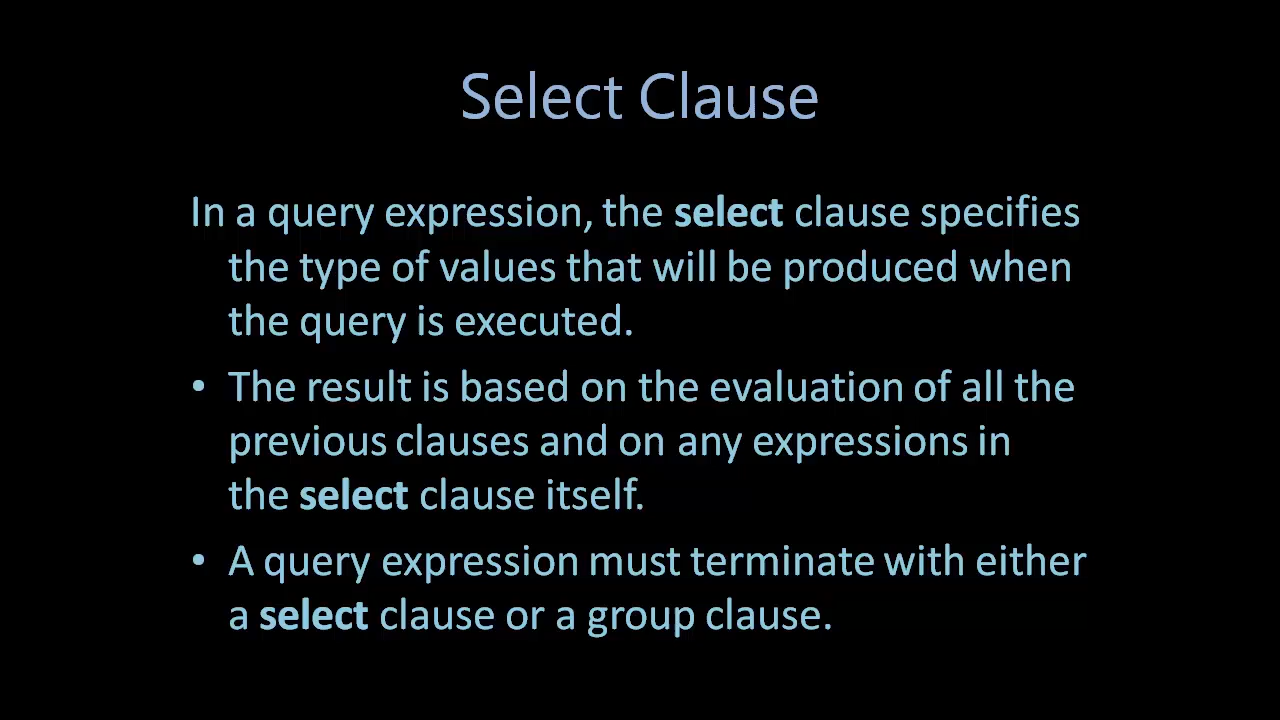 Select Clause
In a query expression, the select clause specifies
the type of values that will be produced when
the query is executed.
• The result is based on the evaluation of all the
previous clauses and on any expressions in
the select clause itself.
• A query expression must terminate with either
a select clause or a group clause.